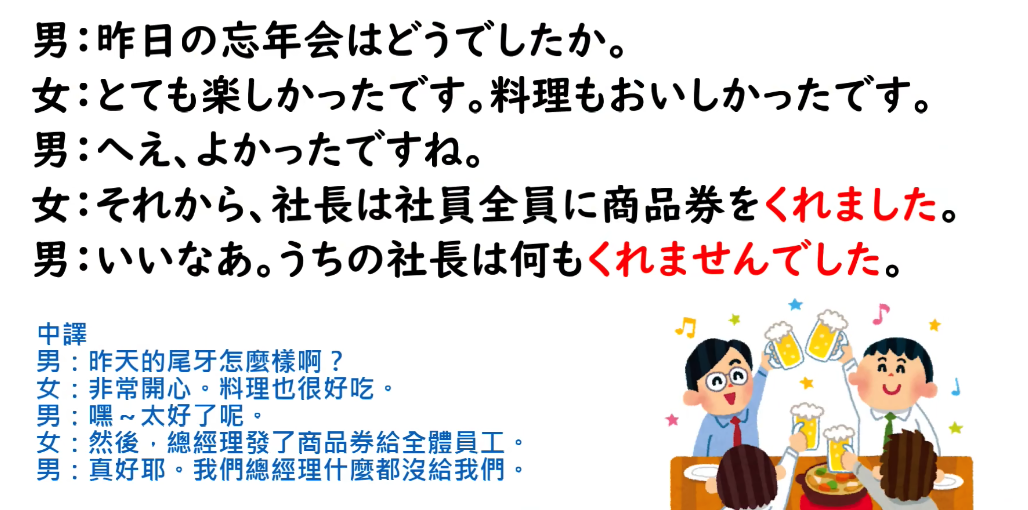 男：昨日の忘年会はどうでしたか。
女：とても楽しかったです。料理もおいしかったです。
男：へえ、よかったですね。
女：それから、社長は社員全員に商品券をくれました。
男：いいなあ。うちの社長は何もくれませんでした。
中譯
男：昨天的尾牙怎麼樣啊？
女：非常開心。料理也很好吃。
男：嘿～太好了呢。
女：然後，總經理發了商品券給全體員工。
男：真好耶。我們總經理什麼都沒給我們。